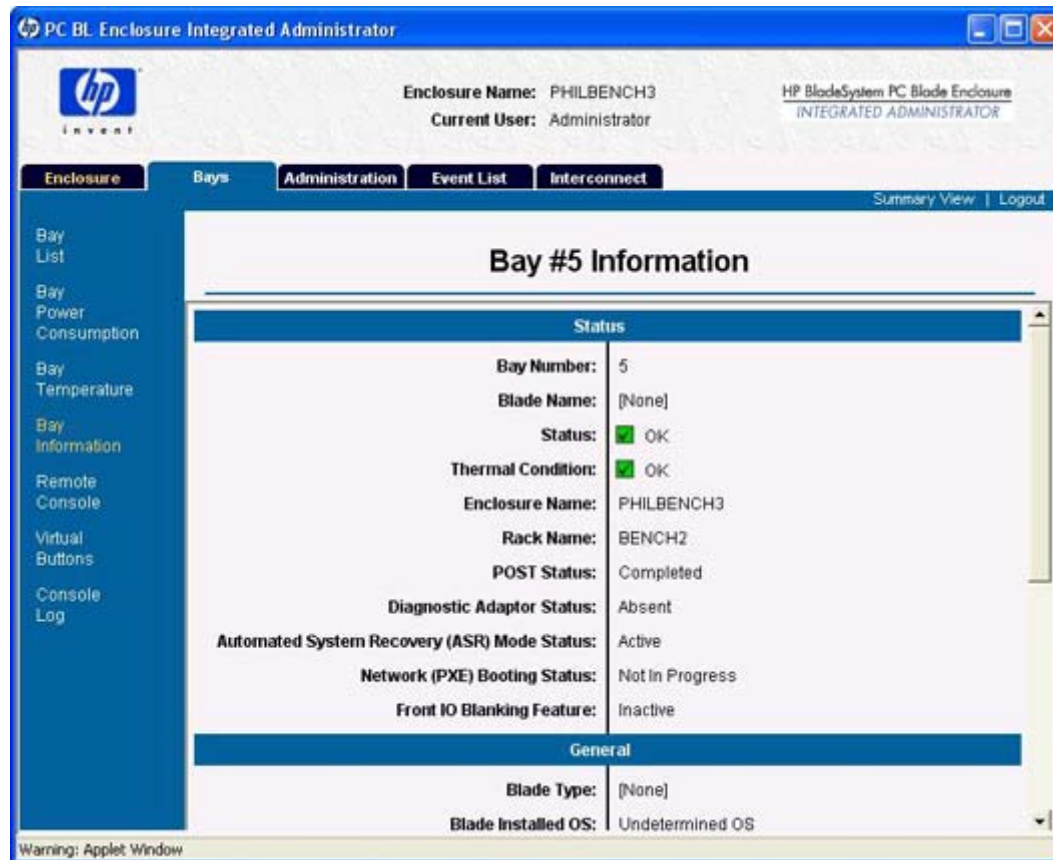 PC BL Enclosure Integrated Administrator
hp
invent
Enclosure Name: PHILBENCH3
Current User: Administrator
HP BladeSystem PC Blade Enclosure
INTEGRATED ADMINISTRATOR
Enclosure Bays Administration Event List Interconnect
Summary View | Logout
Bay
List
Bay
Power
Consumption
Bay
Temperature
Bay
Information
Remote
Console
Virtual
Buttons
Console
Log
Bay #5 Information
Status
Bay Number: 5
Blade Name: [None]
Status: OK
Thermal Condition: OK
Enclosure Name: PHILBENCH3
Rack Name: BENCH2
POST Status: Completed
Diagnostic Adaptor Status: Absent
Automated System Recovery (ASR) Mode Status: Active
Network (PXE) Booting Status: Not In Progress
Front IO Blanking Feature: Inactive
General
Blade Type: [None]
Blade Installed OS: Undetermined OS
Warning: Applet Window